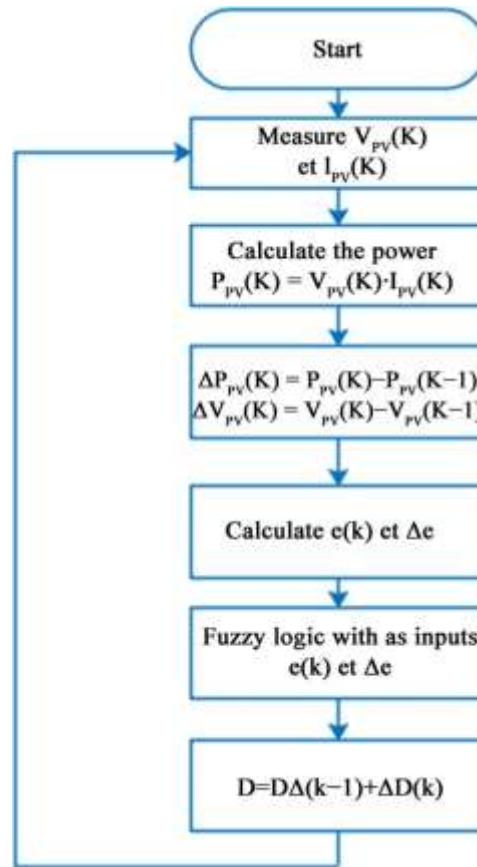 Start
Measure V_PV(K)
et I_PV(K)
Calculate the power
P_PV(K) = V_PV(K)·I_PV(K)
ΔP_PV(K) = P_PV(K)−P_PV(K−1)
ΔV_PV(K) = V_PV(K)−V_PV(K−1)
Calculate e(k) et Δe
Fuzzy logic with as inputs
e(k) et Δe
D=DΔ(k−1)+ΔD(k)